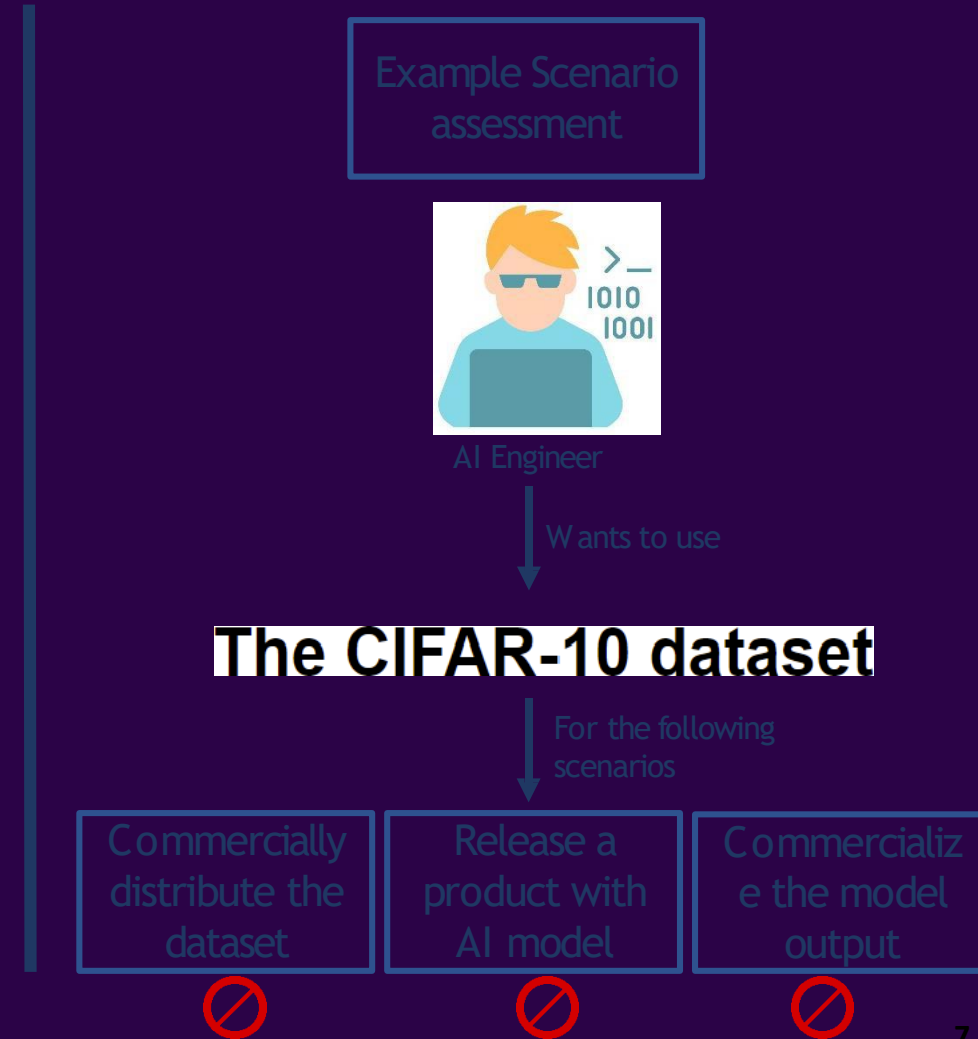 Example Scenario
assessment
>_
1010
1001
AI Engineer
Wants to use
The CIFAR-10 dataset
For the following
scenarios
Commercially
distribute the
dataset
Release a
product with
AI model
Commercializ
e the model
output
7